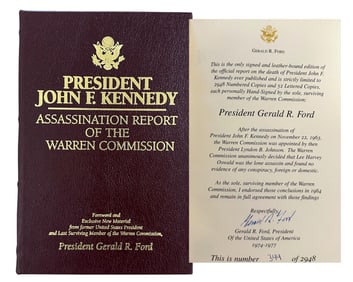 PRESIDENT
JOHN F. KENNEDY
ASSASSINATION REPORT
OF THE
WARREN COMMISSION
Foreword and
Exclusive New Material
from former United States President
and Last Surviving Member of the Warren Commission,
President Gerald R. Ford
GERALD R. FORD
This is the only signed and leather-bound edition of
the official report on the death of President John F.
Kennedy ever published and is strictly limited to
2948 Numbered Copies and 52 Lettered Copies,
each personally Hand-Signed by the sole, surviving
member of the Warren Commission:
President Gerald R. Ford
After the assassination of
President John F. Kennedy on November 22, 1963,
the Warren Commission was appointed by then
President Lyndon B. Johnson. The Warren
Commission unanimously decided that Lee Harvey
Oswald was the lone assassin and found no
evidence of any conspiracy, foreign or domestic.
As the sole, surviving member of the Warren
Commission, I endorsed those conclusions in 1964
and remain in full agreement with those findings
Respectfully,
Gerald R. Ford
Gerald R. Ford, President
Of the United States of America
1974-1977
This is number of 2948